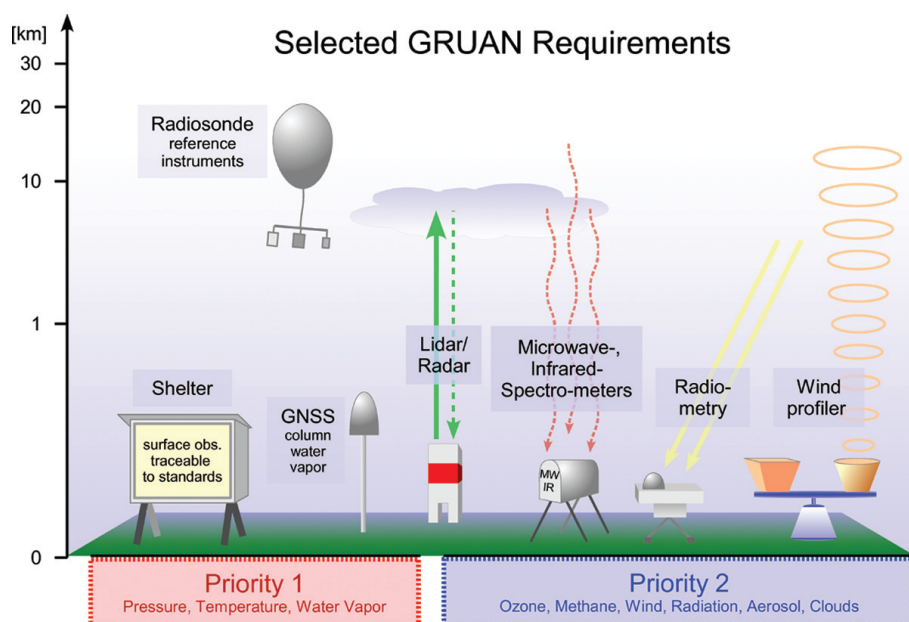 [km]
Selected GRUAN Requirements
30
20
10
1
0
Radiosonde
reference
instruments
Shelter
surface obs.
traceable
to standards
GNSS
column
water
vapor
Lidar/
Radar
Microwave-,
Infrared-
Spectro-meters
MW
IR
Radio-
metry
Wind
profiler
Priority 1
Pressure, Temperature, Water Vapor
Priority 2
Ozone, Methane, Wind, Radiation, Aerosol, Clouds